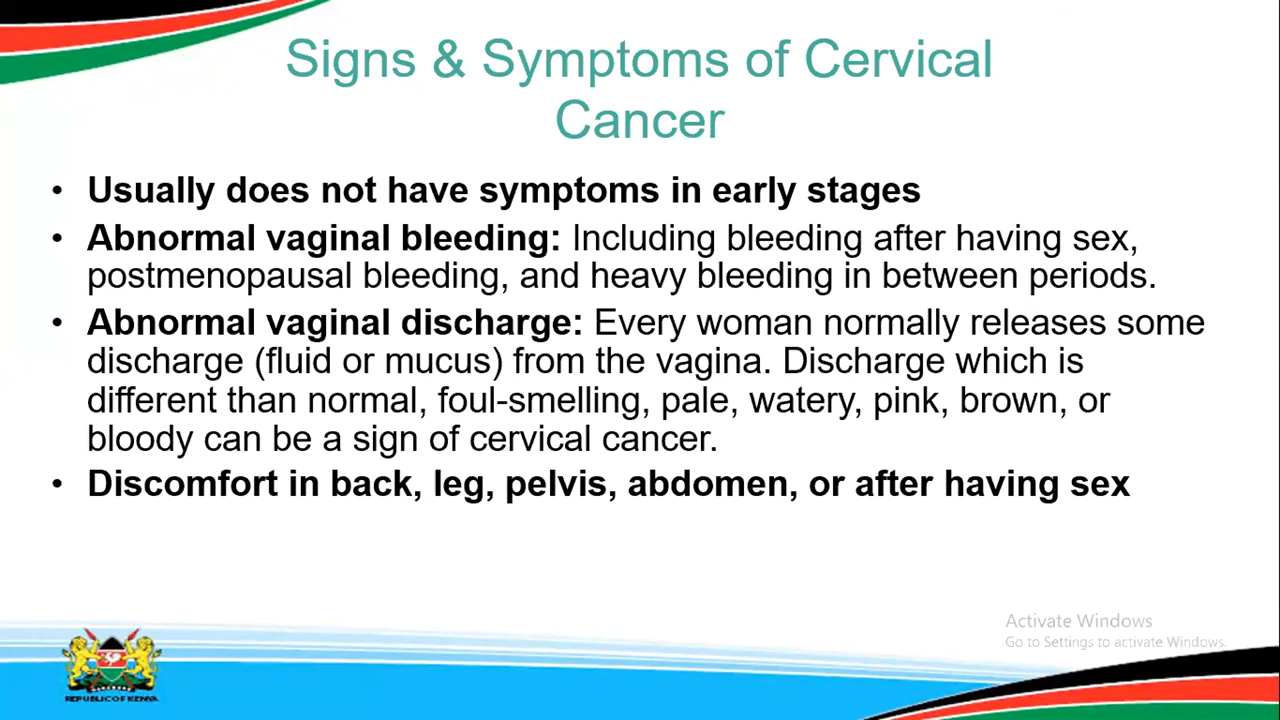 Signs & Symptoms of Cervical
Cancer
• Usually does not have symptoms in early stages
• Abnormal vaginal bleeding: Including bleeding after having sex,
postmenopausal bleeding, and heavy bleeding in between periods.
• Abnormal vaginal discharge: Every woman normally releases some
discharge (fluid or mucus) from the vagina. Discharge which is
different than normal, foul-smelling, pale, watery, pink, brown, or
bloody can be a sign of cervical cancer.
• Discomfort in back, leg, pelvis, abdomen, or after having sex
Activate Windows
Go to Settings to activate Windows.
REPUBLIC OF KENYA